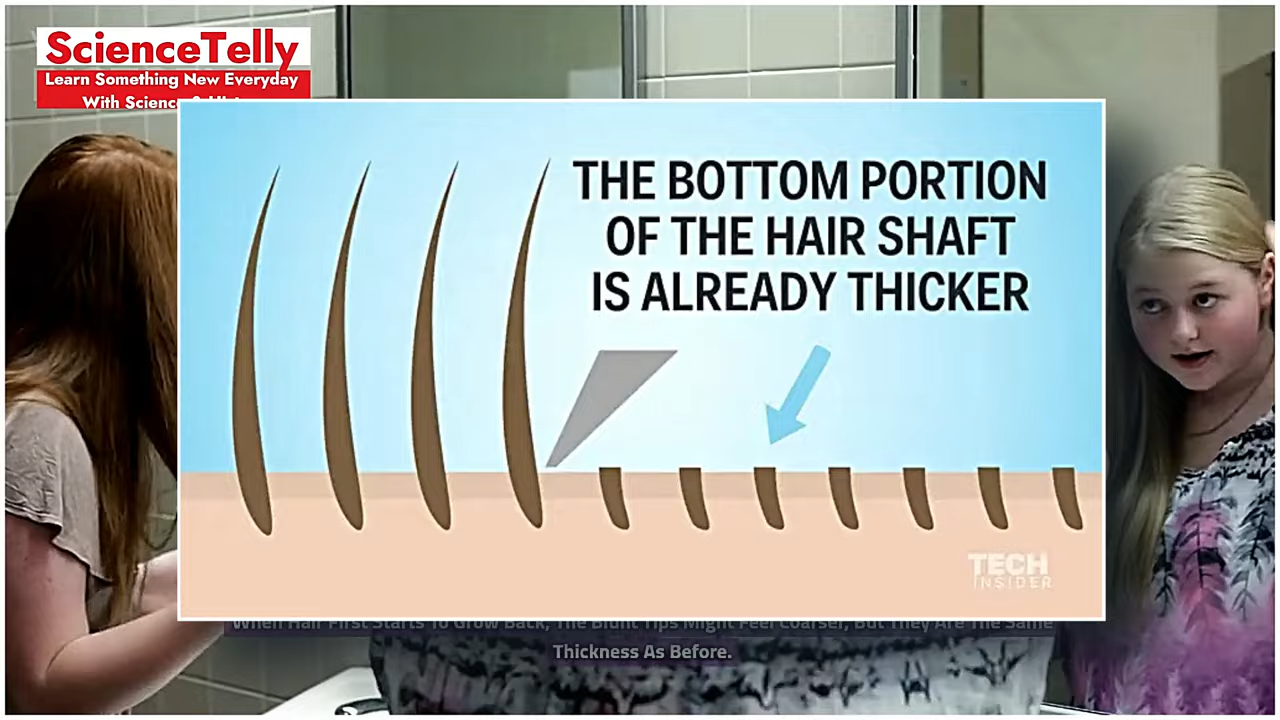 ScienceTelly
Learn Something New Everyday
With Science
THE BOTTOM PORTION
OF THE HAIR SHAFT
IS ALREADY THICKER
TECH
INSIDER
When Hair First Starts To Grow Back, The Blunt Tips Might Feel Coarser, But They Are The Same
Thickness As Before.